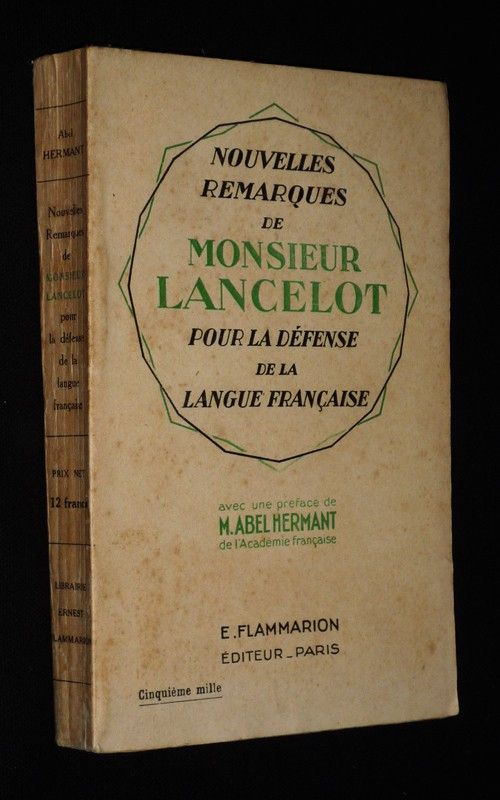 Abel
HERMANT
Nouvelles
Remarques
de
MONSIEUR
LANCELOT
pour
la défense
de la
langue
française
PRIX NET
12 francs
LIBRAIRIE
ERNEST
FLAMMARION
NOUVELLES
REMARQUES
DE
MONSIEUR
LANCELOT
POUR LA DÉFENSE
DE LA
LANGUE FRANÇAISE
avec une préface de
M. ABEL HERMANT
de l'Académie française
E. FLAMMARION
ÉDITEUR _ PARIS
Cinquième mille